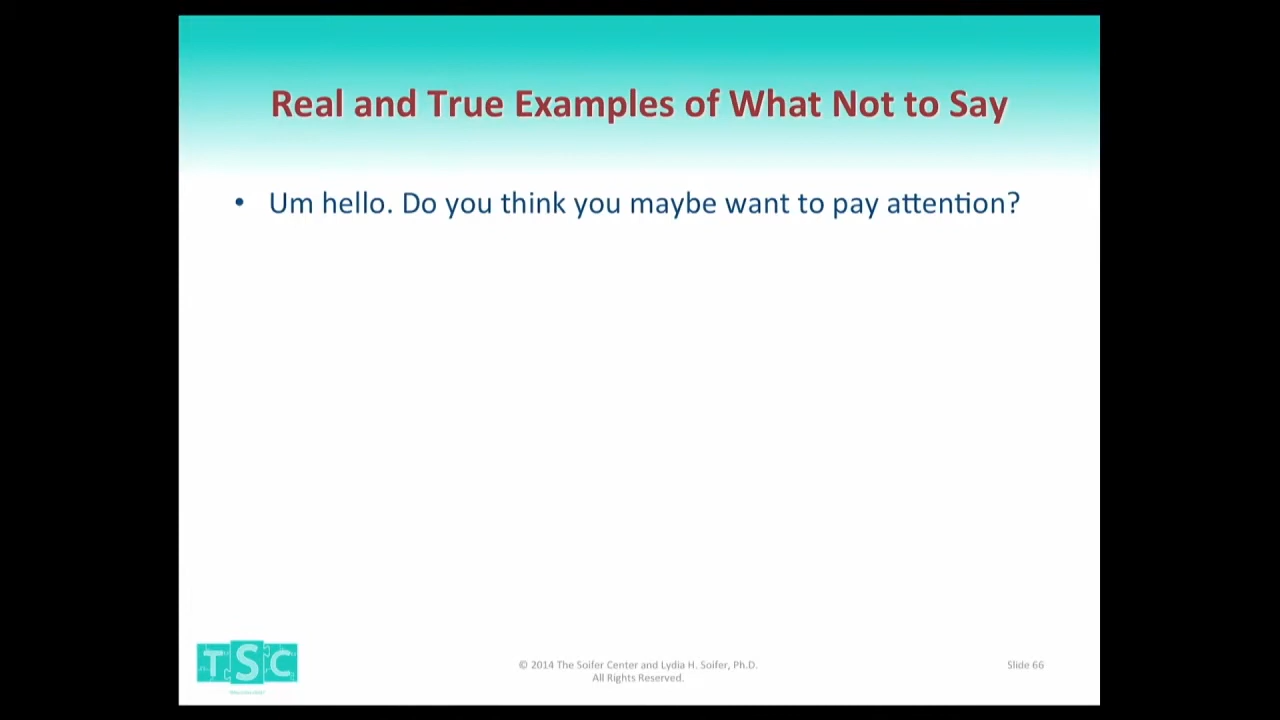 Real and True Examples of What Not to Say
• Um hello. Do you think you maybe want to pay attention?
TSC
© 2014 The Soifer Center and Lydia H. Soifer, Ph.D.
All Rights Reserved.
Slide 66